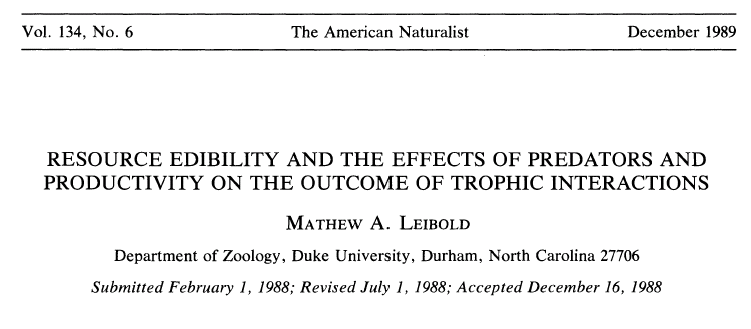 Vol. 134, No. 6 The American Naturalist December 1989
RESOURCE EDIBILITY AND THE EFFECTS OF PREDATORS AND
PRODUCTIVITY ON THE OUTCOME OF TROPHIC INTERACTIONS
MATHEW A. LEIBOLD
Department of Zoology, Duke University, Durham, North Carolina 27706
Submitted February 1, 1988; Revised July 1, 1988; Accepted December 16, 1988